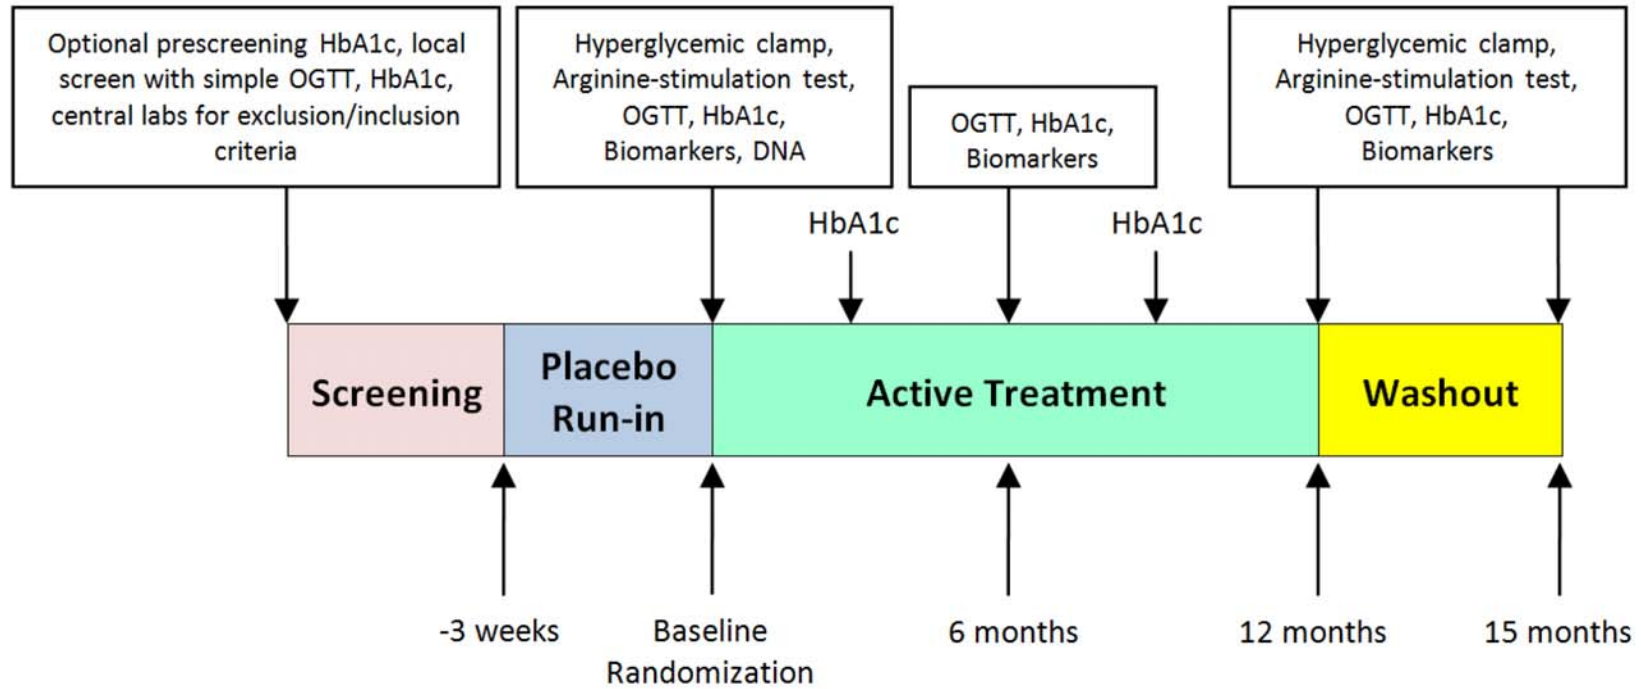 Optional prescreening HbA1c, local
screen with simple OGTT, HbA1c,
central labs for exclusion/inclusion
criteria
Hyperglycemic clamp,
Arginine-stimulation test,
OGTT, HbA1c,
Biomarkers, DNA
OGTT, HbA1c,
Biomarkers
Hyperglycemic clamp,
Arginine-stimulation test,
OGTT, HbA1c,
Biomarkers
HbA1c
HbA1c
Screening
Placebo
Run-in
Active Treatment
Washout
-3 weeks
Baseline
Randomization
6 months
12 months
15 months